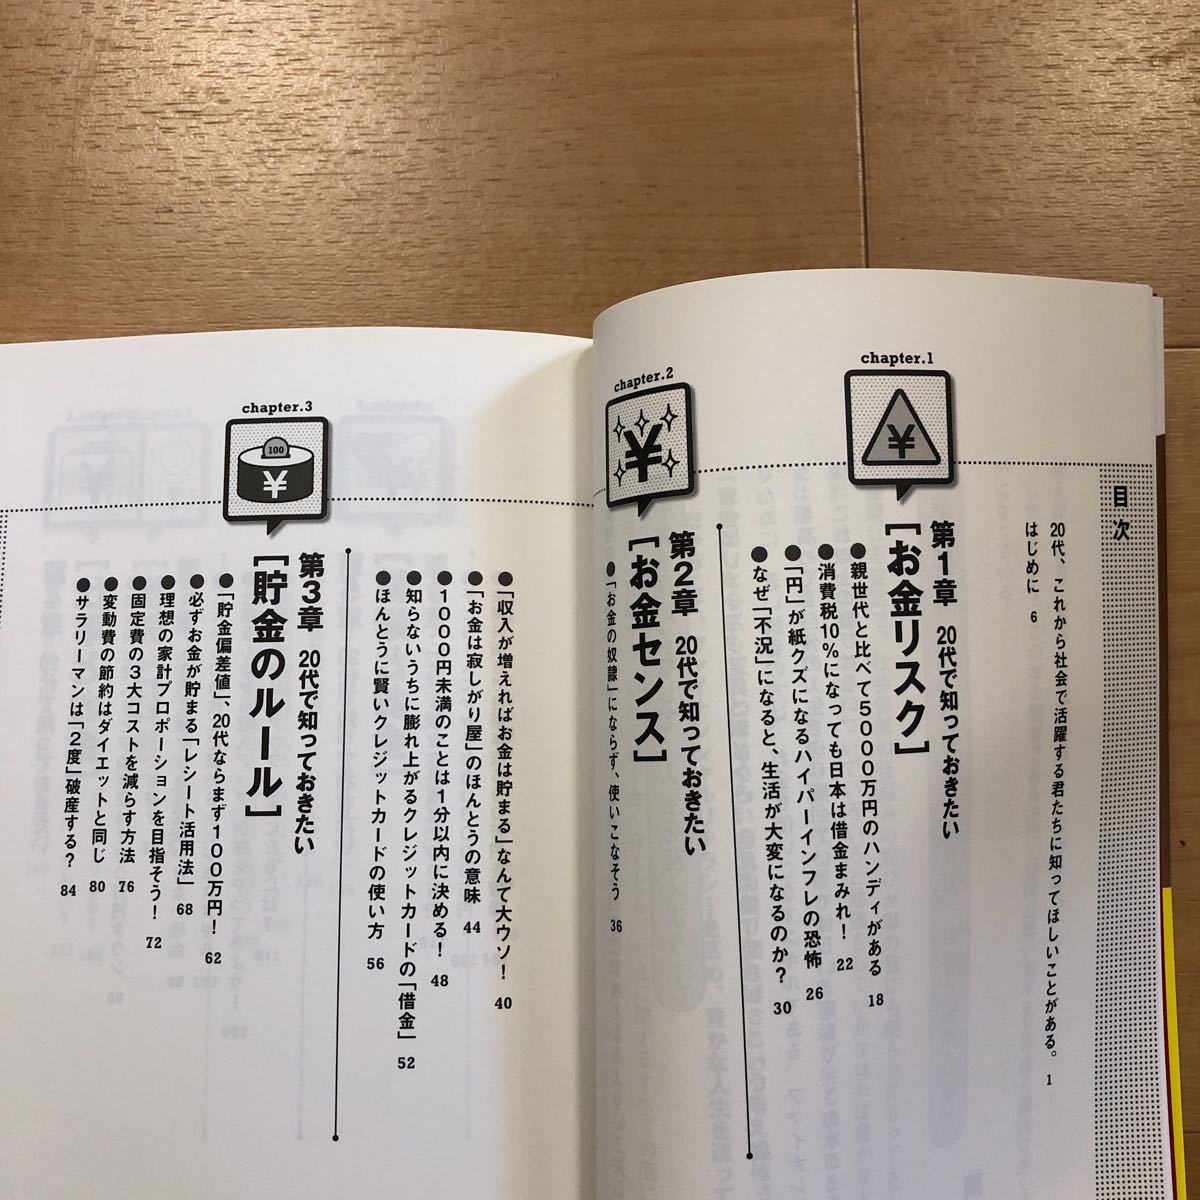 目次
20代、これから社会で活躍する君たちに知ってほしいことがある。 1
はじめに 6
chapter.1
¥
第1章 20代で知っておきたい
[お金リスク]
●親世代と比べて5000万円のハンディがある 18
●消費税10%になっても日本は借金まみれ! 22
●「円」が紙クズになるハイパーインフレの恐怖 26
●なぜ「不況」になると、生活が大変になるのか? 30
chapter.2
¥
第2章 20代で知っておきたい
[お金センス]
●「お金の奴隷」にならず、使いこなそう 36
●「収入が増えればお金は貯まる」なんて大ウソ! 40
●「お金は寂しがり屋」のほんとうの意味 44
●1000円未満のことは1分以内に決める! 48
●知らないうちに膨れ上がるクレジットカードの「借金」 52
●ほんとうに賢いクレジットカードの使い方 56
chapter.3
100
¥
第3章 20代で知っておきたい
[貯金のルール]
●「貯金偏差値」、20代ならまず100万円! 62
●必ずお金が貯まる「レシート活用法」 68
●理想の家計プロポーションを目指そう! 72
●固定費の3大コストを減らす方法 76
●変動費の節約はダイエットと同じ 80
●サラリーマンは「2度」破産する? 84